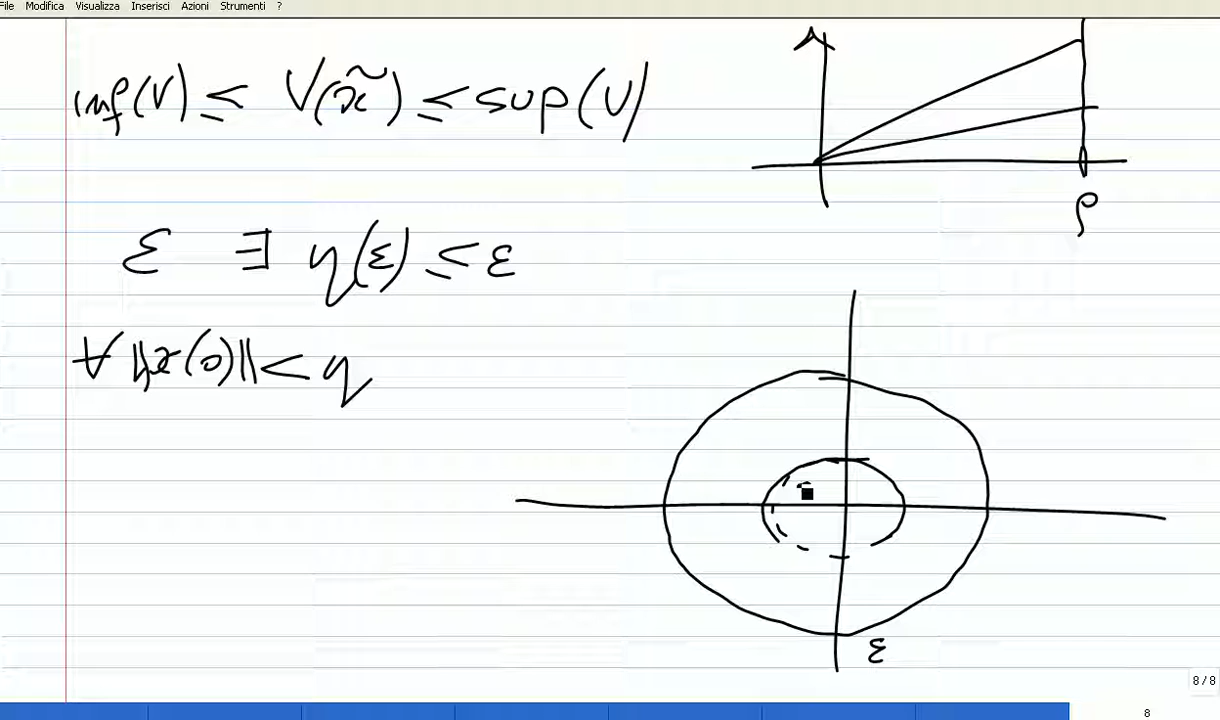 File Modifica Visualizza Inserisci Azioni Strumenti ?
inf(V) ≤ V(x̃) ≤ sup(V)
ρ
ε ∃ η(ε) ≤ ε
∀ ||x(0)|| < η
ε
8/8
8